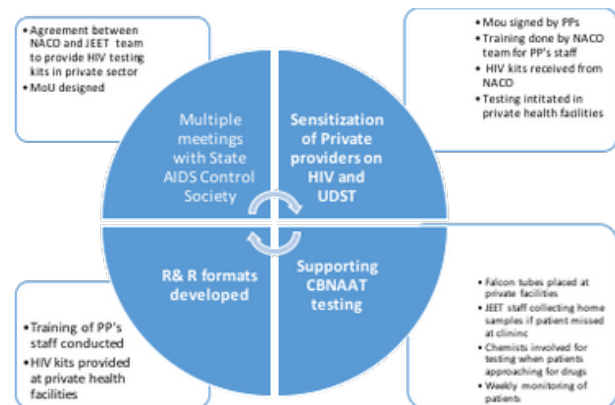 • Agreement between
NACO and JEET team
to provide HIV testing
kits in private sector
• MoU designed
• Mou signed by PPs
• Training done by NACO
team for PP's staff
• HIV kits received from
NACO
• Testing intitated in
private health facilities
Multiple
meetings with
State
AIDS Control
Society
Sensitization
of Private
providers on
HIV and
UDST
R& R formats
developed
Supporting
CBNAAT
testing
• Training of PP's
staff conducted
• HIV kits provided
at private health
facilities
• Falcon tubes placed at
private facilities
• JEET staff collecting home
samples if patient missed
at clininc
• Chemists involved for
testing when patients
approaching for drugs
• Weekly monitoring of
patients